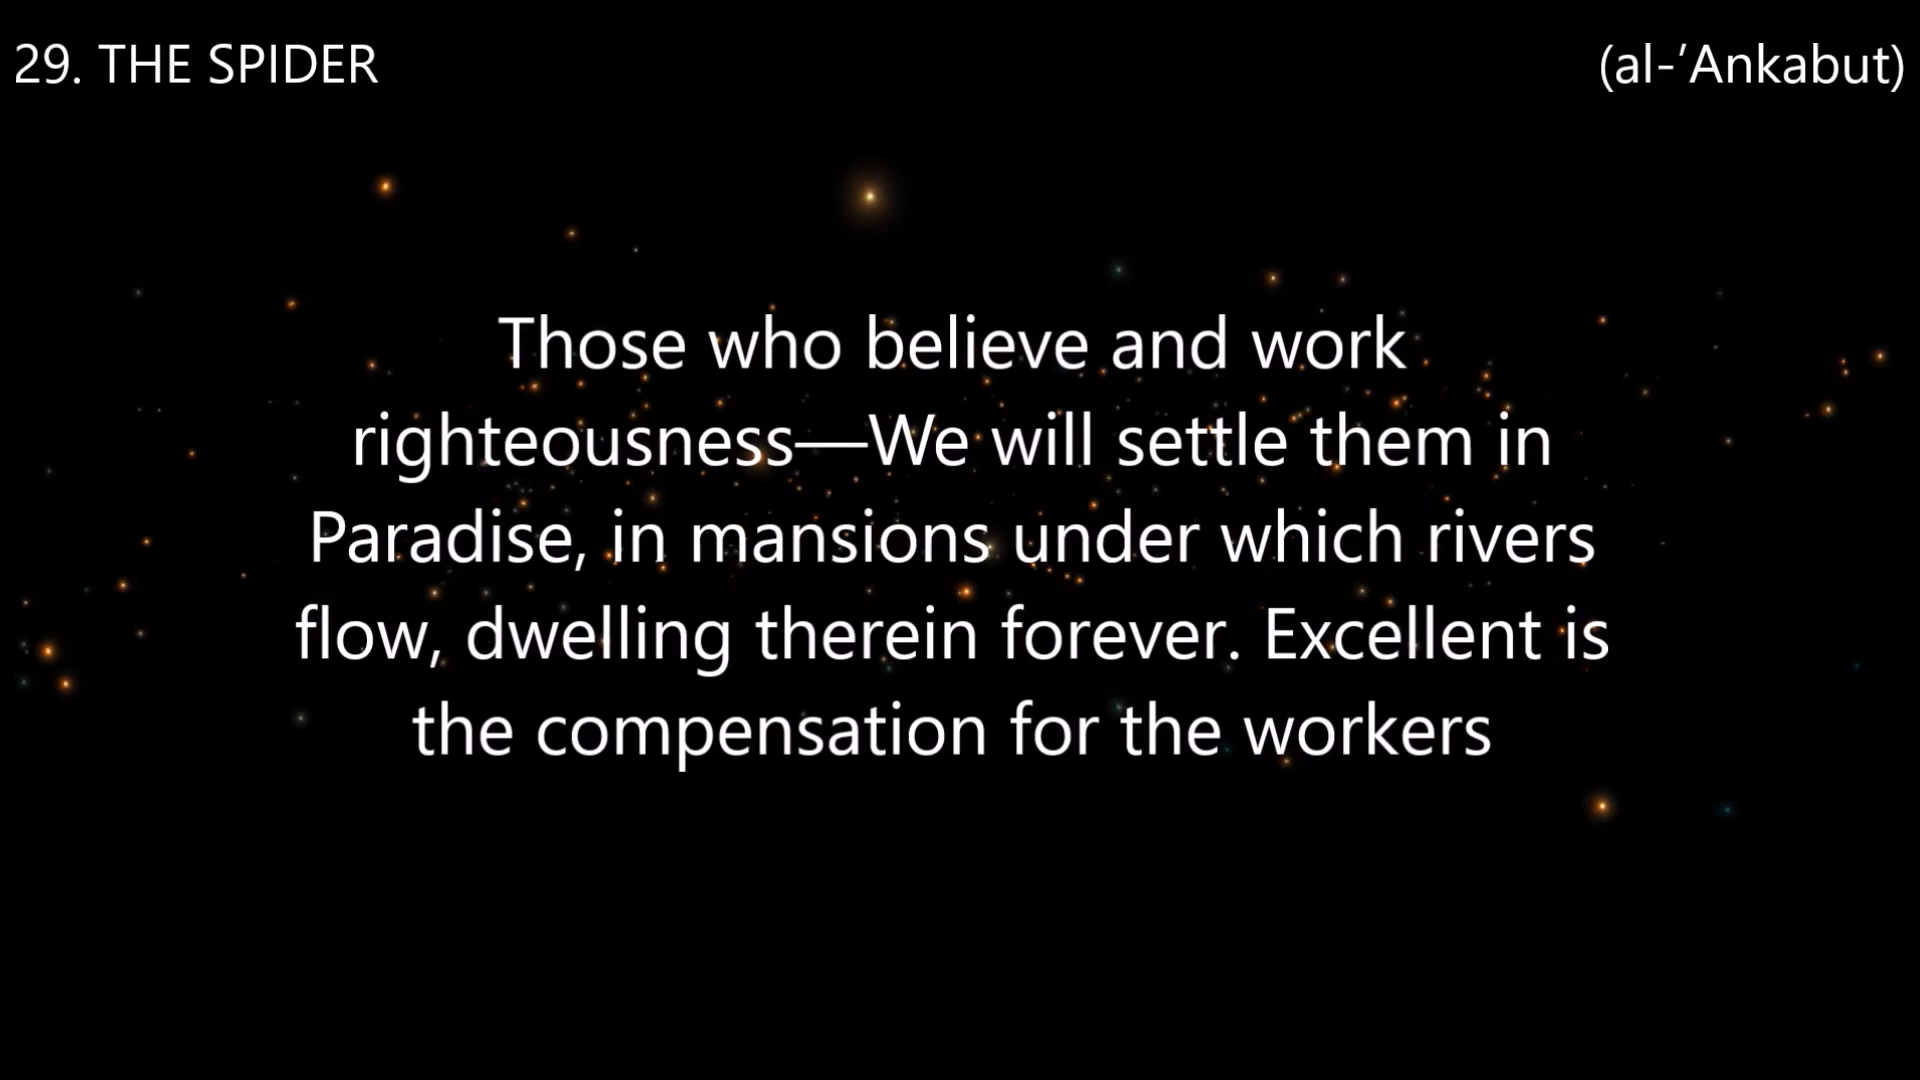 29. THE SPIDER
(al-’Ankabut)
Those who believe and work
righteousness—We will settle them in
Paradise, in mansions under which rivers
flow, dwelling therein forever. Excellent is
the compensation for the workers